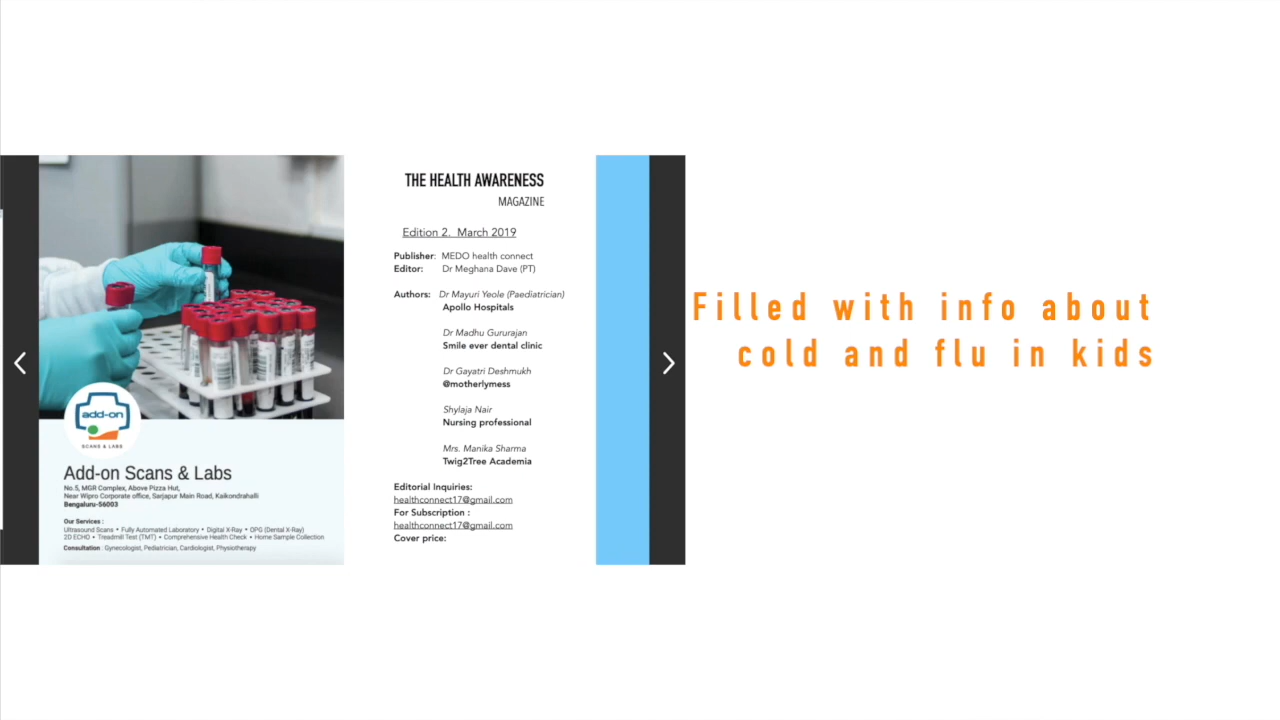 add-on
SCANS & LABS
Add-on Scans & Labs
No.5, MGR Complex, Above Pizza Hut,
Near Wipro Corporate office, Sarjapur Main Road, Kaikondrahalli
Bengaluru-56003
Our Services :
Ultrasound Scans • Fully Automated Laboratory • Digital X-Ray • OPG (Dental X-Ray)
2D ECHO • Treadmill Test (TMT) • Comprehensive Health Check • Home Sample Collection
Consultation : Gynecologist, Pediatrician, Cardiologist, Physiotherapy
THE HEALTH AWARENESS
MAGAZINE
Edition 2, March 2019
Publisher: MEDO health connect
Editor: Dr Meghana Dave (PT)
Authors: Dr Mayuri Yeole (Paediatrician)
Apollo Hospitals
Dr Madhu Gururajan
Smile ever dental clinic
Dr Gayatri Deshmukh
@motherlymess
Shylaja Nair
Nursing professional
Mrs. Manika Sharma
Twig2Tree Academia
Editorial Inquiries:
healthconnect17@gmail.com
For Subscription :
healthconnect17@gmail.com
Cover price:
Filled with info about
cold and flu in kids